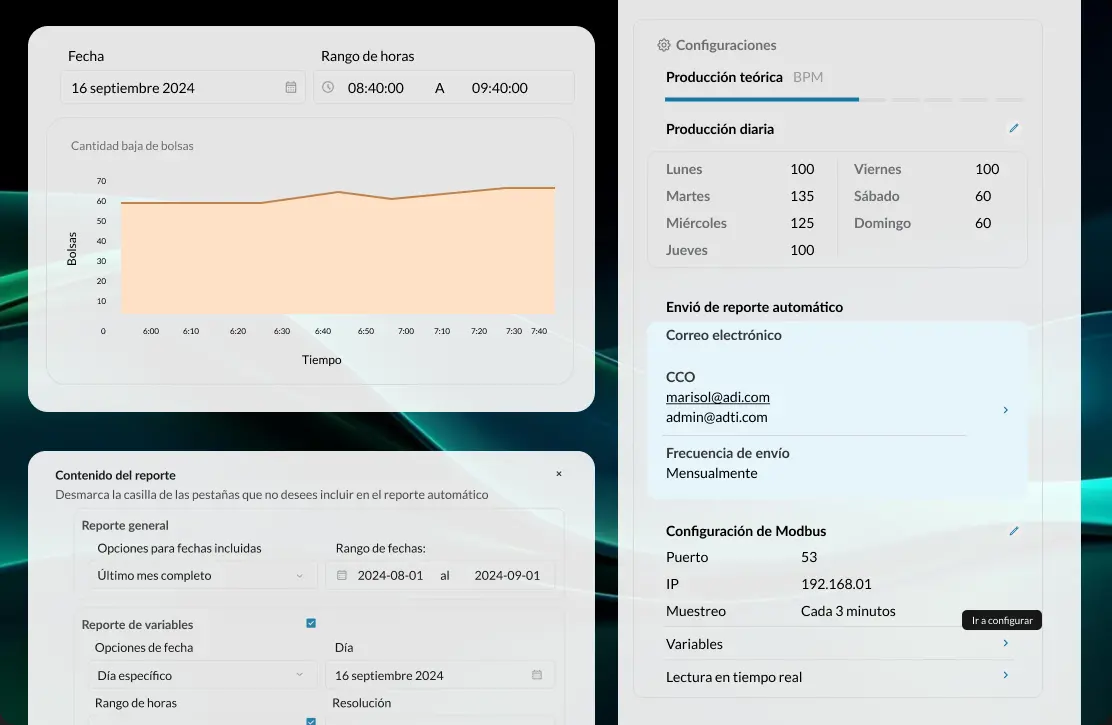 Fecha
Rango de horas
16 septiembre 2024
08:40:00 A 09:40:00
Cantidad baja de bolsas
70
60
50
40
30
20
10
0
Bolsas
6:00 6:10 6:20 6:30 6:40 6:50 7:00 7:10 7:20 7:30 7:40
Tiempo
Contenido del reporte
×
Desmarca la casilla de las pestañas que no desees incluir en el reporte automático
Reporte general
Opciones para fechas incluidas
Rango de fechas:
Último mes completo
2024-08-01 al 2024-09-01
Reporte de variables
Opciones de fecha
Día
Día específico
16 septiembre 2024
Rango de horas
Resolución
Configuraciones
Producción teórica BPM
Producción diaria
Lunes 100 Viernes 100
Martes 135 Sábado 60
Miércoles 125 Domingo 60
Jueves 100
Envió de reporte automático
Correo electrónico
CCO
marisol@adi.com
admin@adti.com
Frecuencia de envío
Mensualmente
Configuración de Modbus
Puerto 53
IP 192.168.01
Muestreo Cada 3 minutos
Ir a configurar
Variables
Lectura en tiempo real